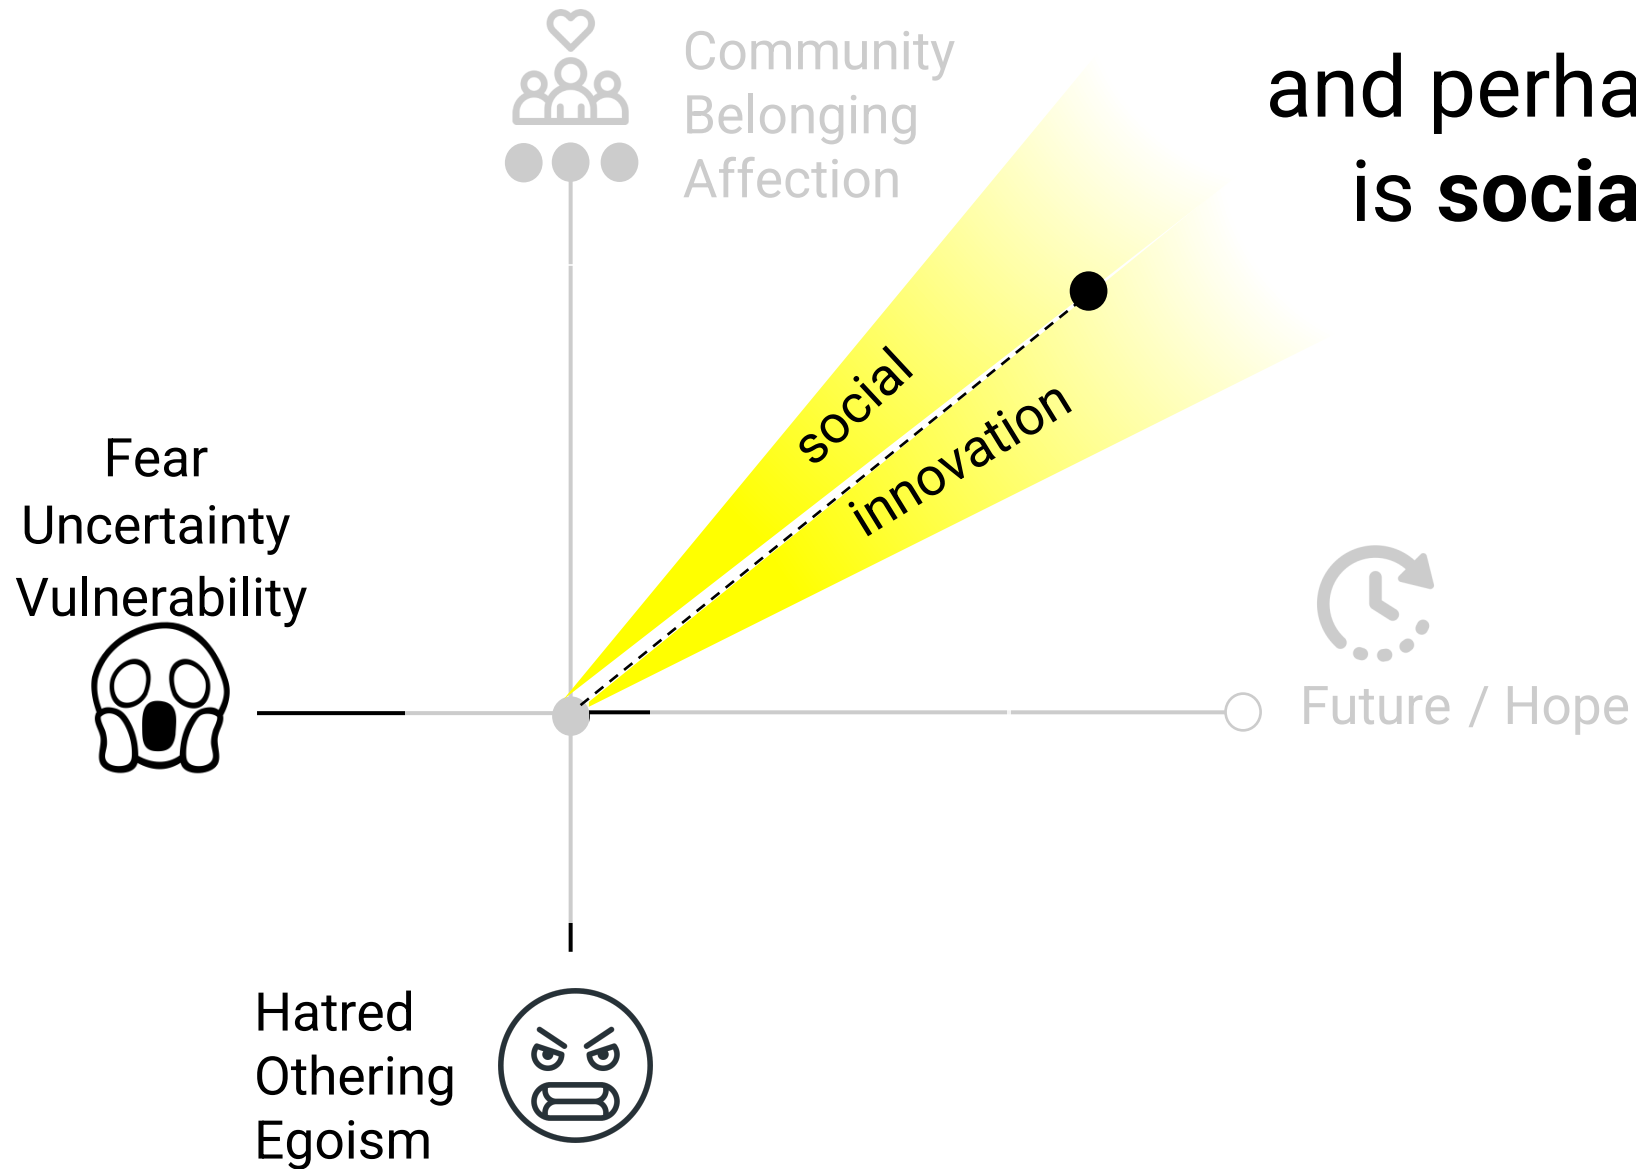 Community
Belonging
Affection
and perha
is socia
social
innovation
Fear
Uncertainty
Vulnerability
Future / Hope
Hatred
Othering
Egoism